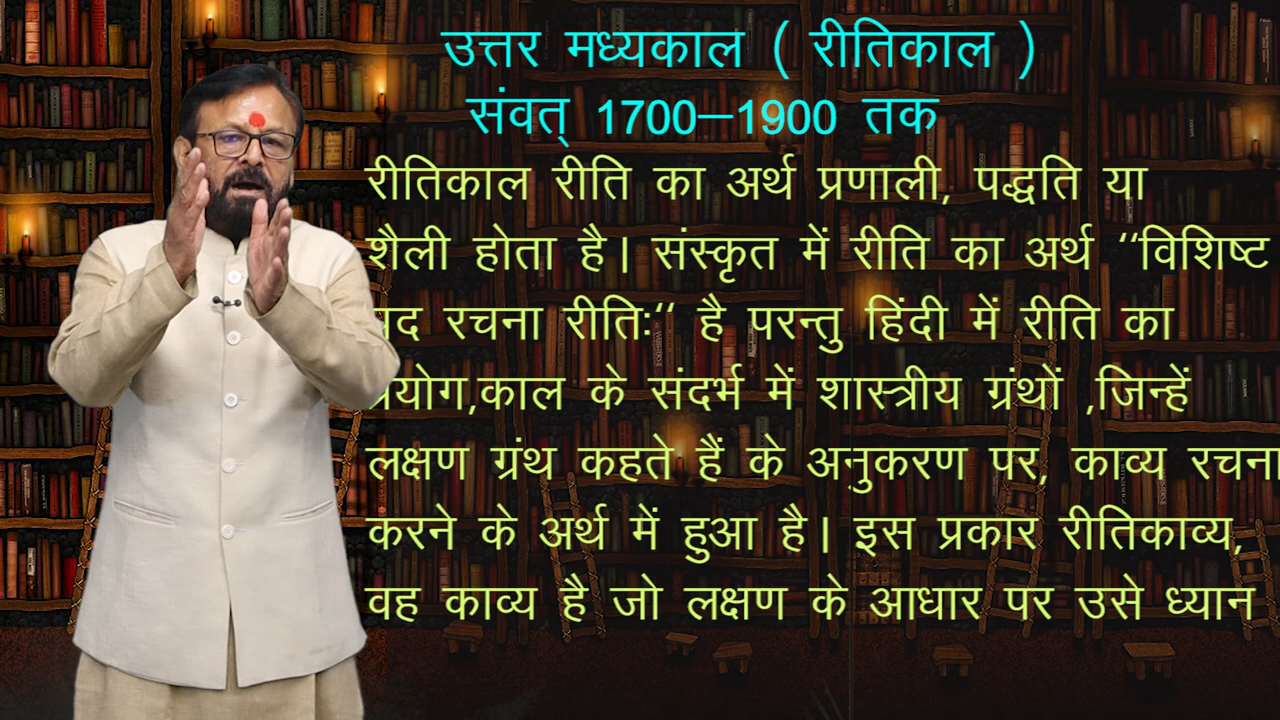 उत्तर मध्यकाल ( रीतिकाल )
संवत् 1700–1900 तक
रीतिकाल रीति का अर्थ प्रणाली, पद्धति या
शैली होता है| संस्कृत में रीति का अर्थ ‘‘विशिष्ट
पद रचना रीतिः‘‘ है परन्तु हिंदी में रीति का
प्रयोग,काल के संदर्भ में शास्त्रीय ग्रंथों ,जिन्हें
लक्षण ग्रंथ कहते हैं के अनुकरण पर, काव्य रचना
करने के अर्थ में हुआ है| इस प्रकार रीतिकाव्य,
वह काव्य है जो लक्षण के आधार पर उसे ध्यान